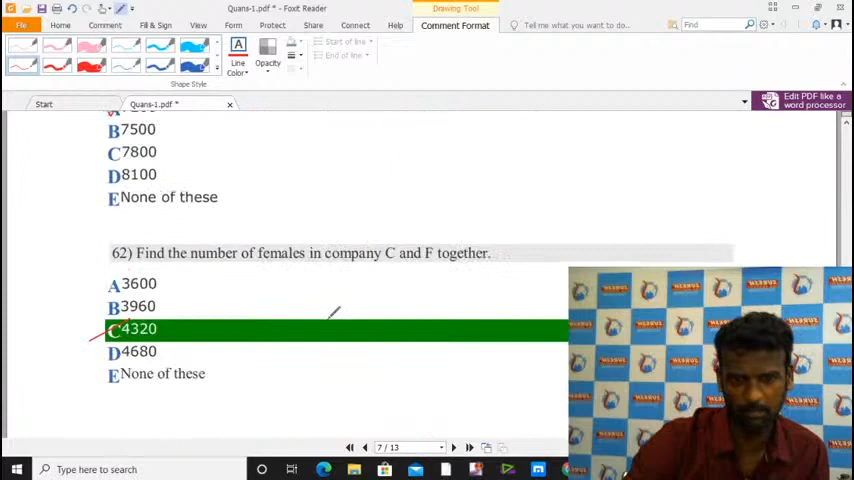 Quans-1.pdf * - Foxit Reader
File Home Comment Fill & Sign View Form Protect Share Connect Help Drawing Tool Comment Format Tell me what you want to do... Find
Line Color
Opacity
Start of line
End of line
Shape Style
Start
Quans-1.pdf *
Edit PDF like a word processor
B 7500
C 7800
D 8100
E None of these
62) Find the number of females in company C and F together.
A 3600
B 3960
C 4320
D 4680
E None of these
7 / 13
Type here to search